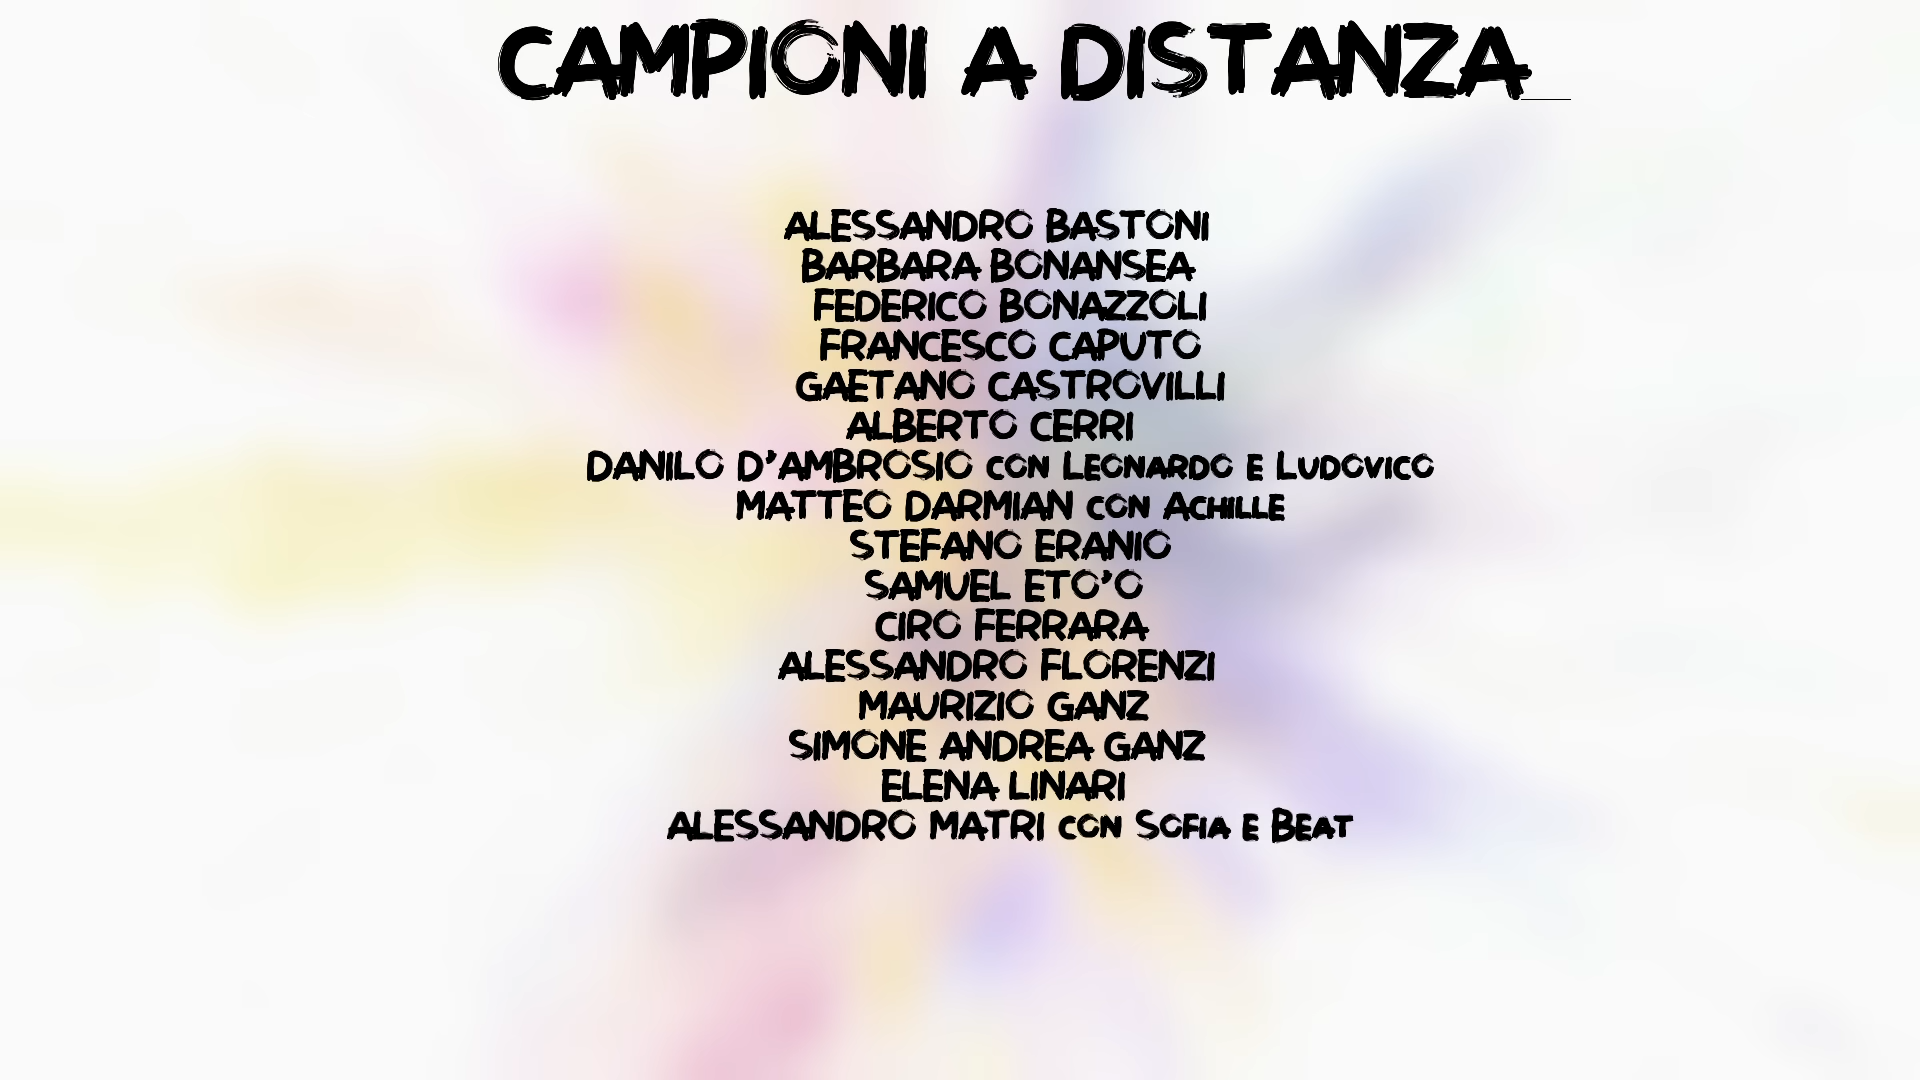 CAMPIONI A DISTANZA_
ALESSANDRO BASTONI
BARBARA BONANSEA
FEDERICO BONAZZOLI
FRANCESCO CAPUTO
GAETANO CASTROVILLI
ALBERTO CERRI
DANILO D'AMBROSIO CON LEONARDO E LUDOVICO
MATTEO DARMIAN CON ACHILLE
STEFANO ERANIO
SAMUEL ETO'O
CIRO FERRARA
ALESSANDRO FLORENZI
MAURIZIO GANZ
SIMONE ANDREA GANZ
ELENA LINARI
ALESSANDRO MATRI CON SOFIA E BEAT